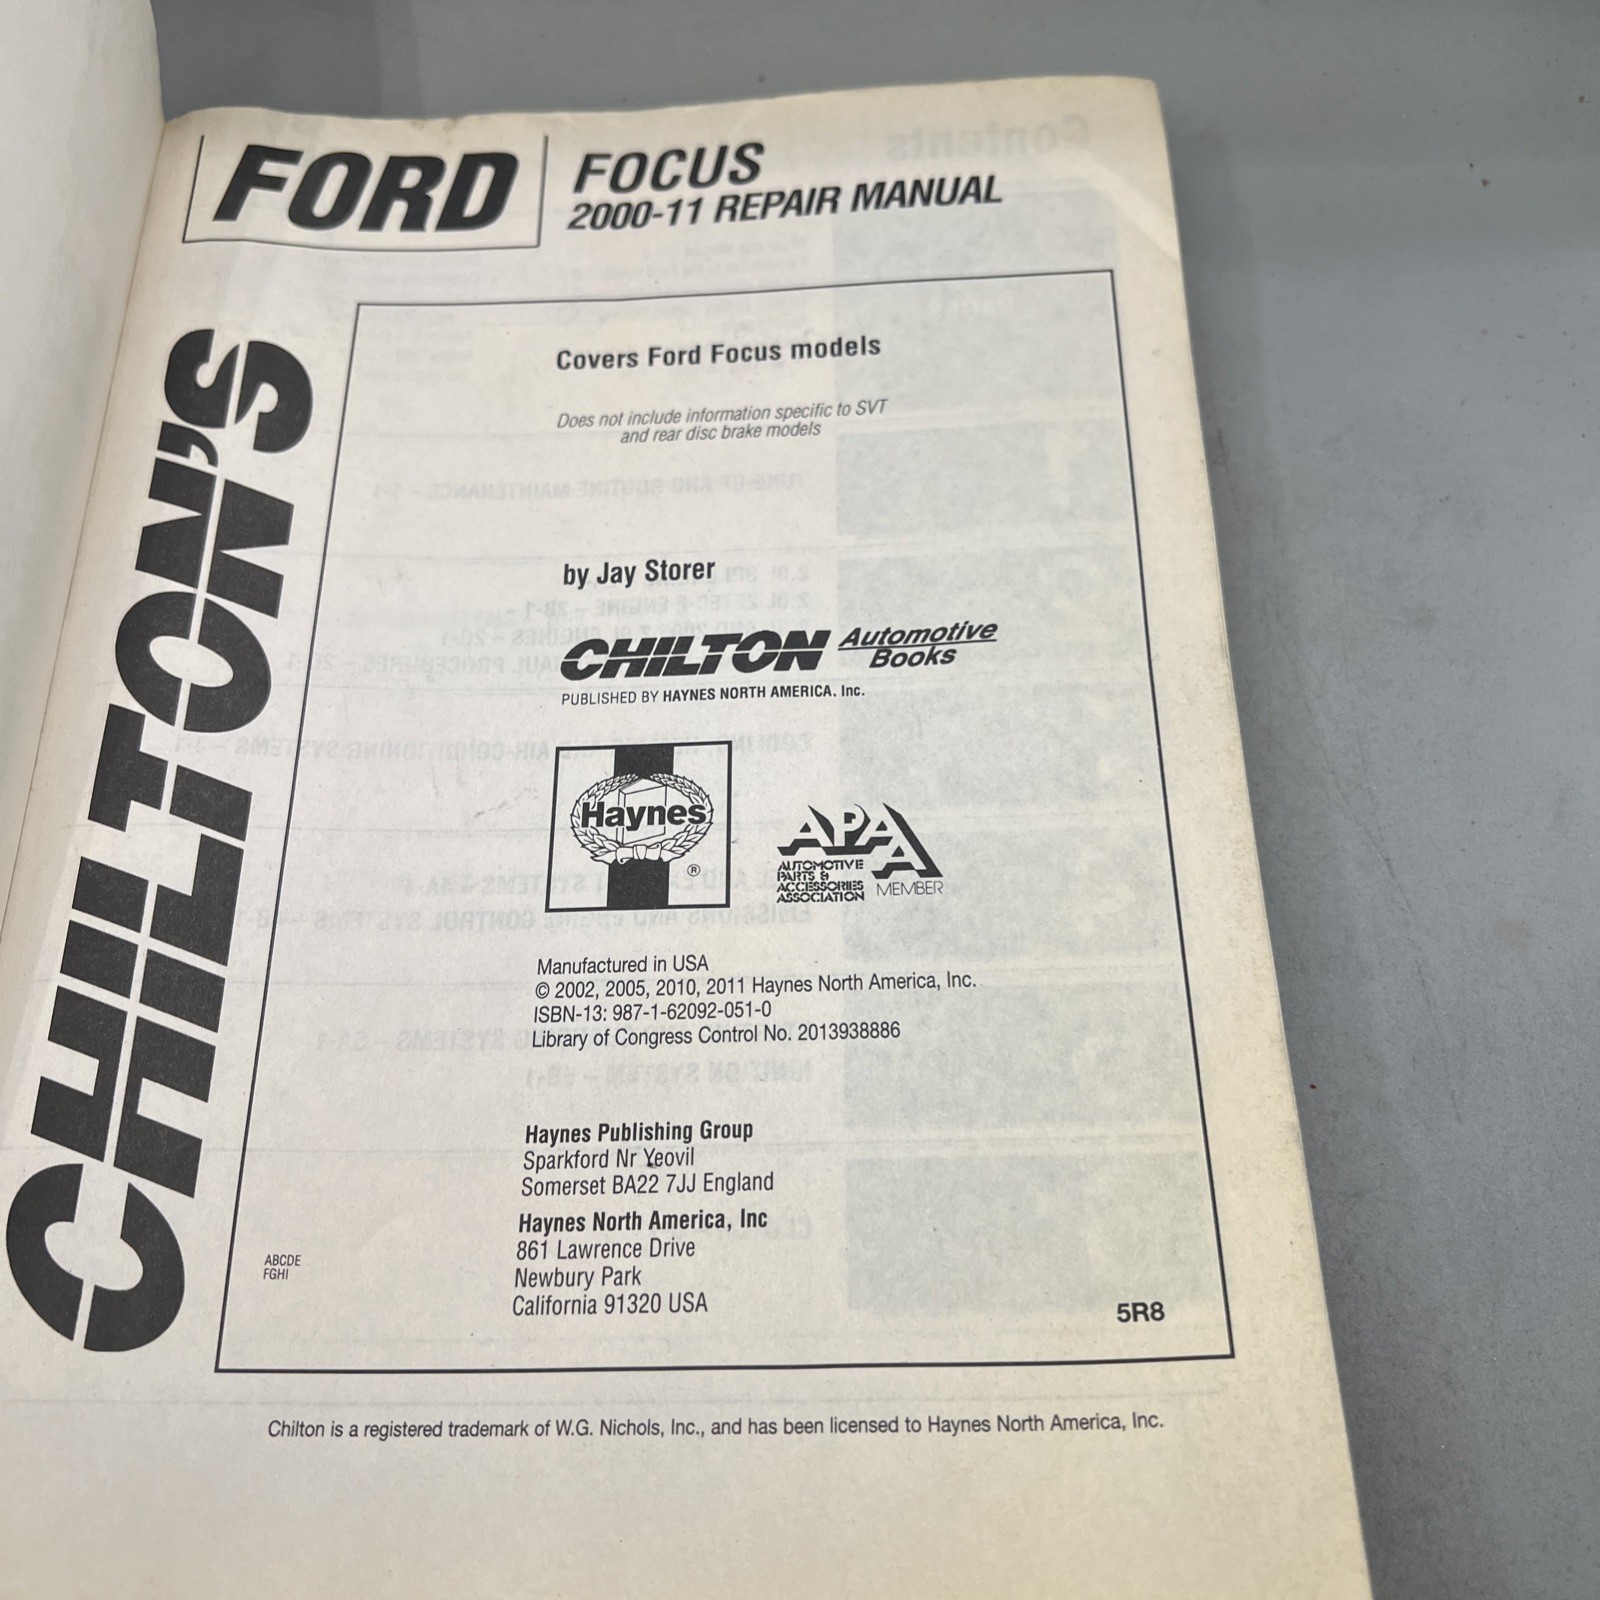 FORD
FOCUS
2000-11 REPAIR MANUAL
CHILTON'S
Covers Ford Focus models
Does not include information specific to SVT
and rear disc brake models
by Jay Storer
CHILTON Automotive
Books
PUBLISHED BY HAYNES NORTH AMERICA. Inc.
Haynes
®
APAA
AUTOMOTIVE
PARTS &
ACCESSORIES
ASSOCIATION
MEMBER
Manufactured in USA
© 2002, 2005, 2010, 2011 Haynes North America, Inc.
ISBN-13: 987-1-62092-051-0
Library of Congress Control No. 2013938886
Haynes Publishing Group
Sparkford Nr Yeovil
Somerset BA22 7JJ England
Haynes North America, Inc
861 Lawrence Drive
Newbury Park
California 91320 USA
ABCDE
FGHI
5R8
Chilton is a registered trademark of W.G. Nichols, Inc., and has been licensed to Haynes North America, Inc.